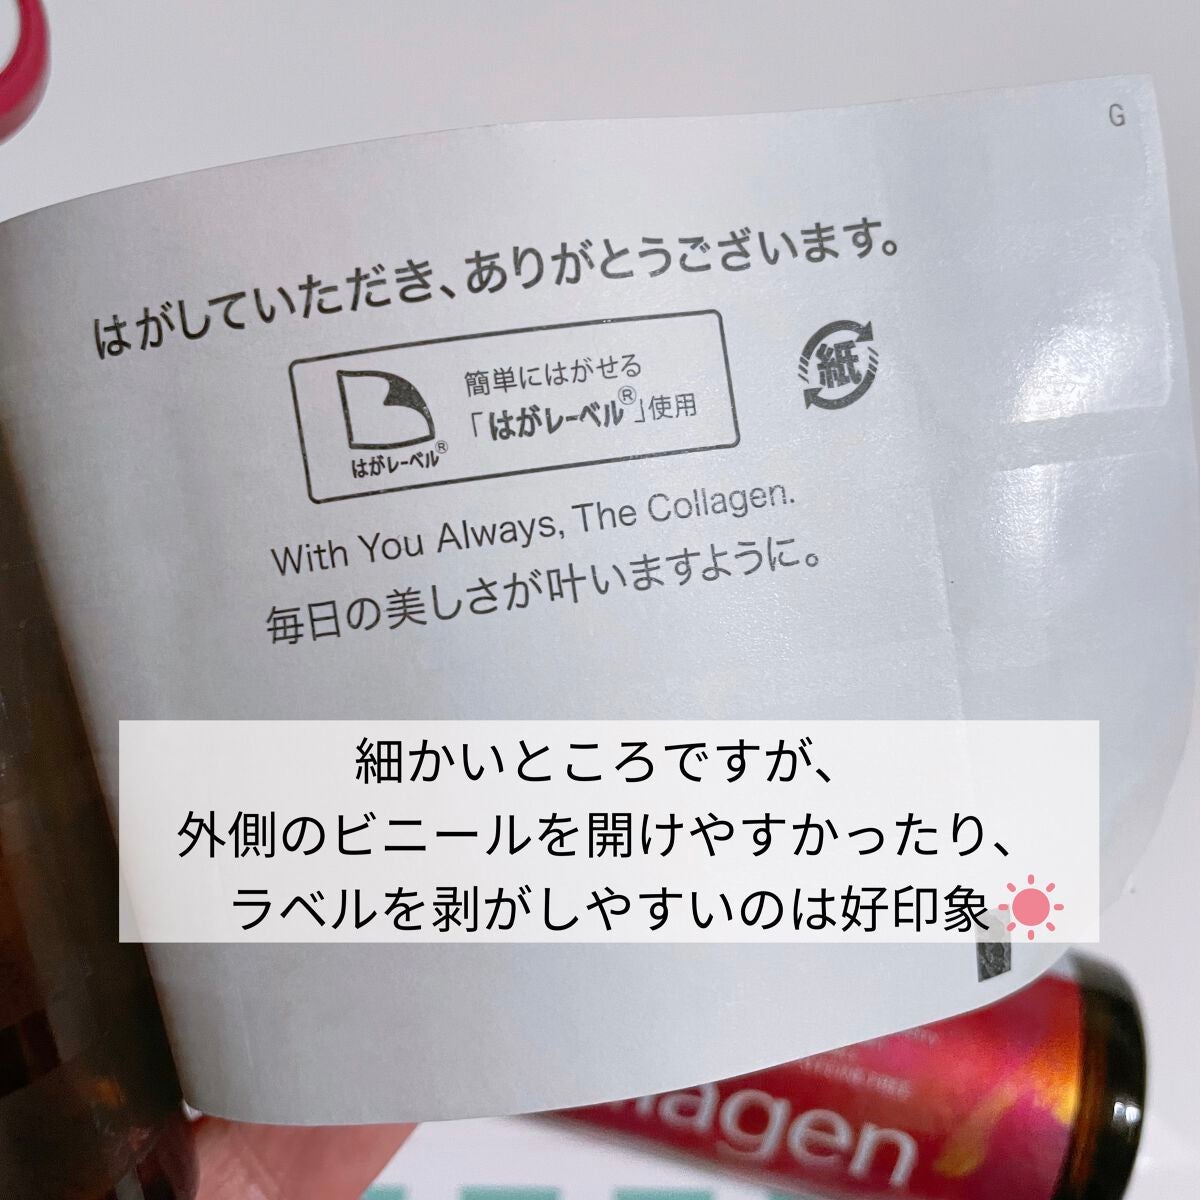 G
はがしていただき、ありがとうございます。
簡単にはがせる
「はがレーベル®」使用
はがレーベル®
紙
With You Always, The Collagen.
毎日の美しさが叶いますように。
細かいところですが、
外側のビニールを開けやすかったり、
ラベルを剥がしやすいのは好印象
agen